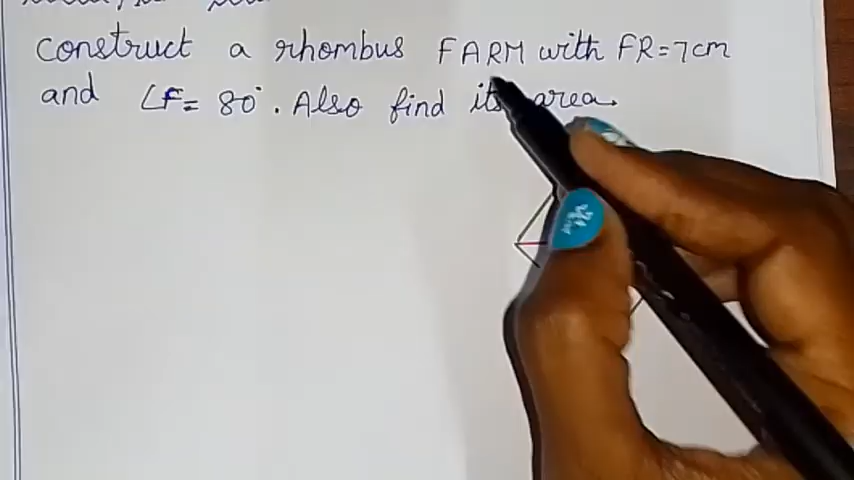 construct a rhombus FARM with FR=7cm
and ∠F= 80°. Also find its area.